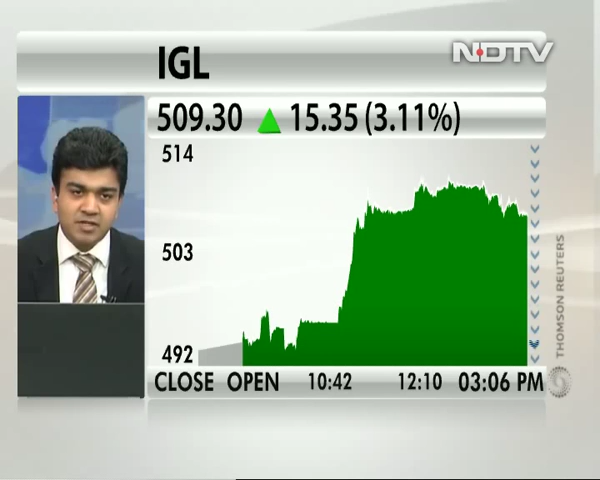 IGL
NDTV
509.30 ▲ 15.35 (3.11%)
514
503
492
CLOSE OPEN 10:42 12:10 03:06 PM
THOMSON REUTERS